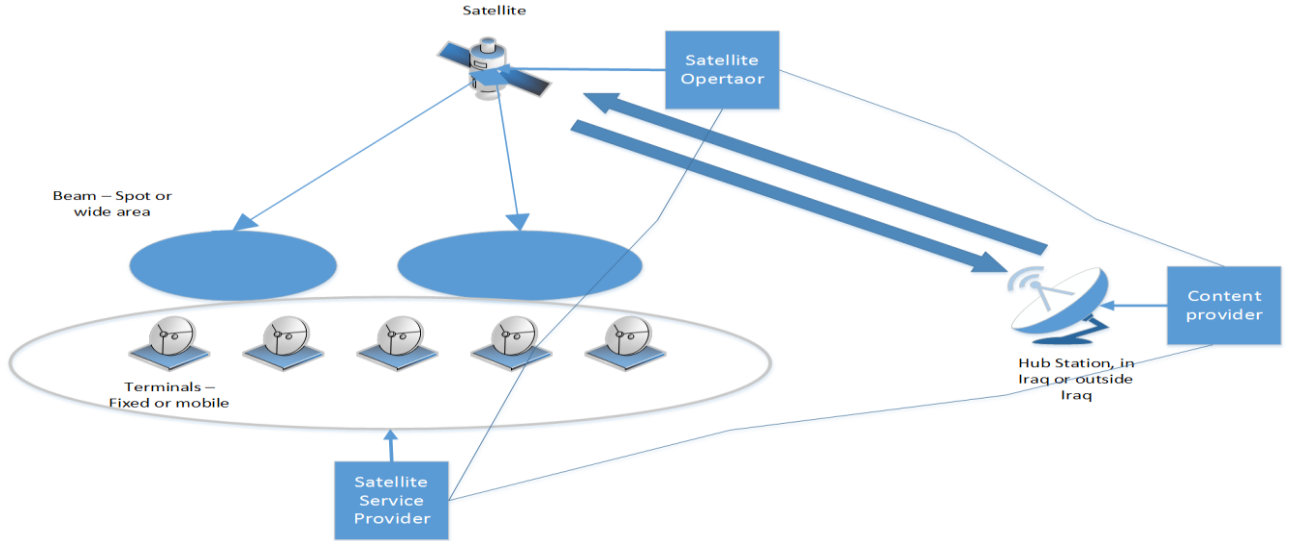 Satellite
Satellite
Opertaor
Beam – Spot or
wide area
Content
provider
Hub Station, in
Iraq or outside
Iraq
Terminals –
Fixed or mobile
Satellite
Service
Provider